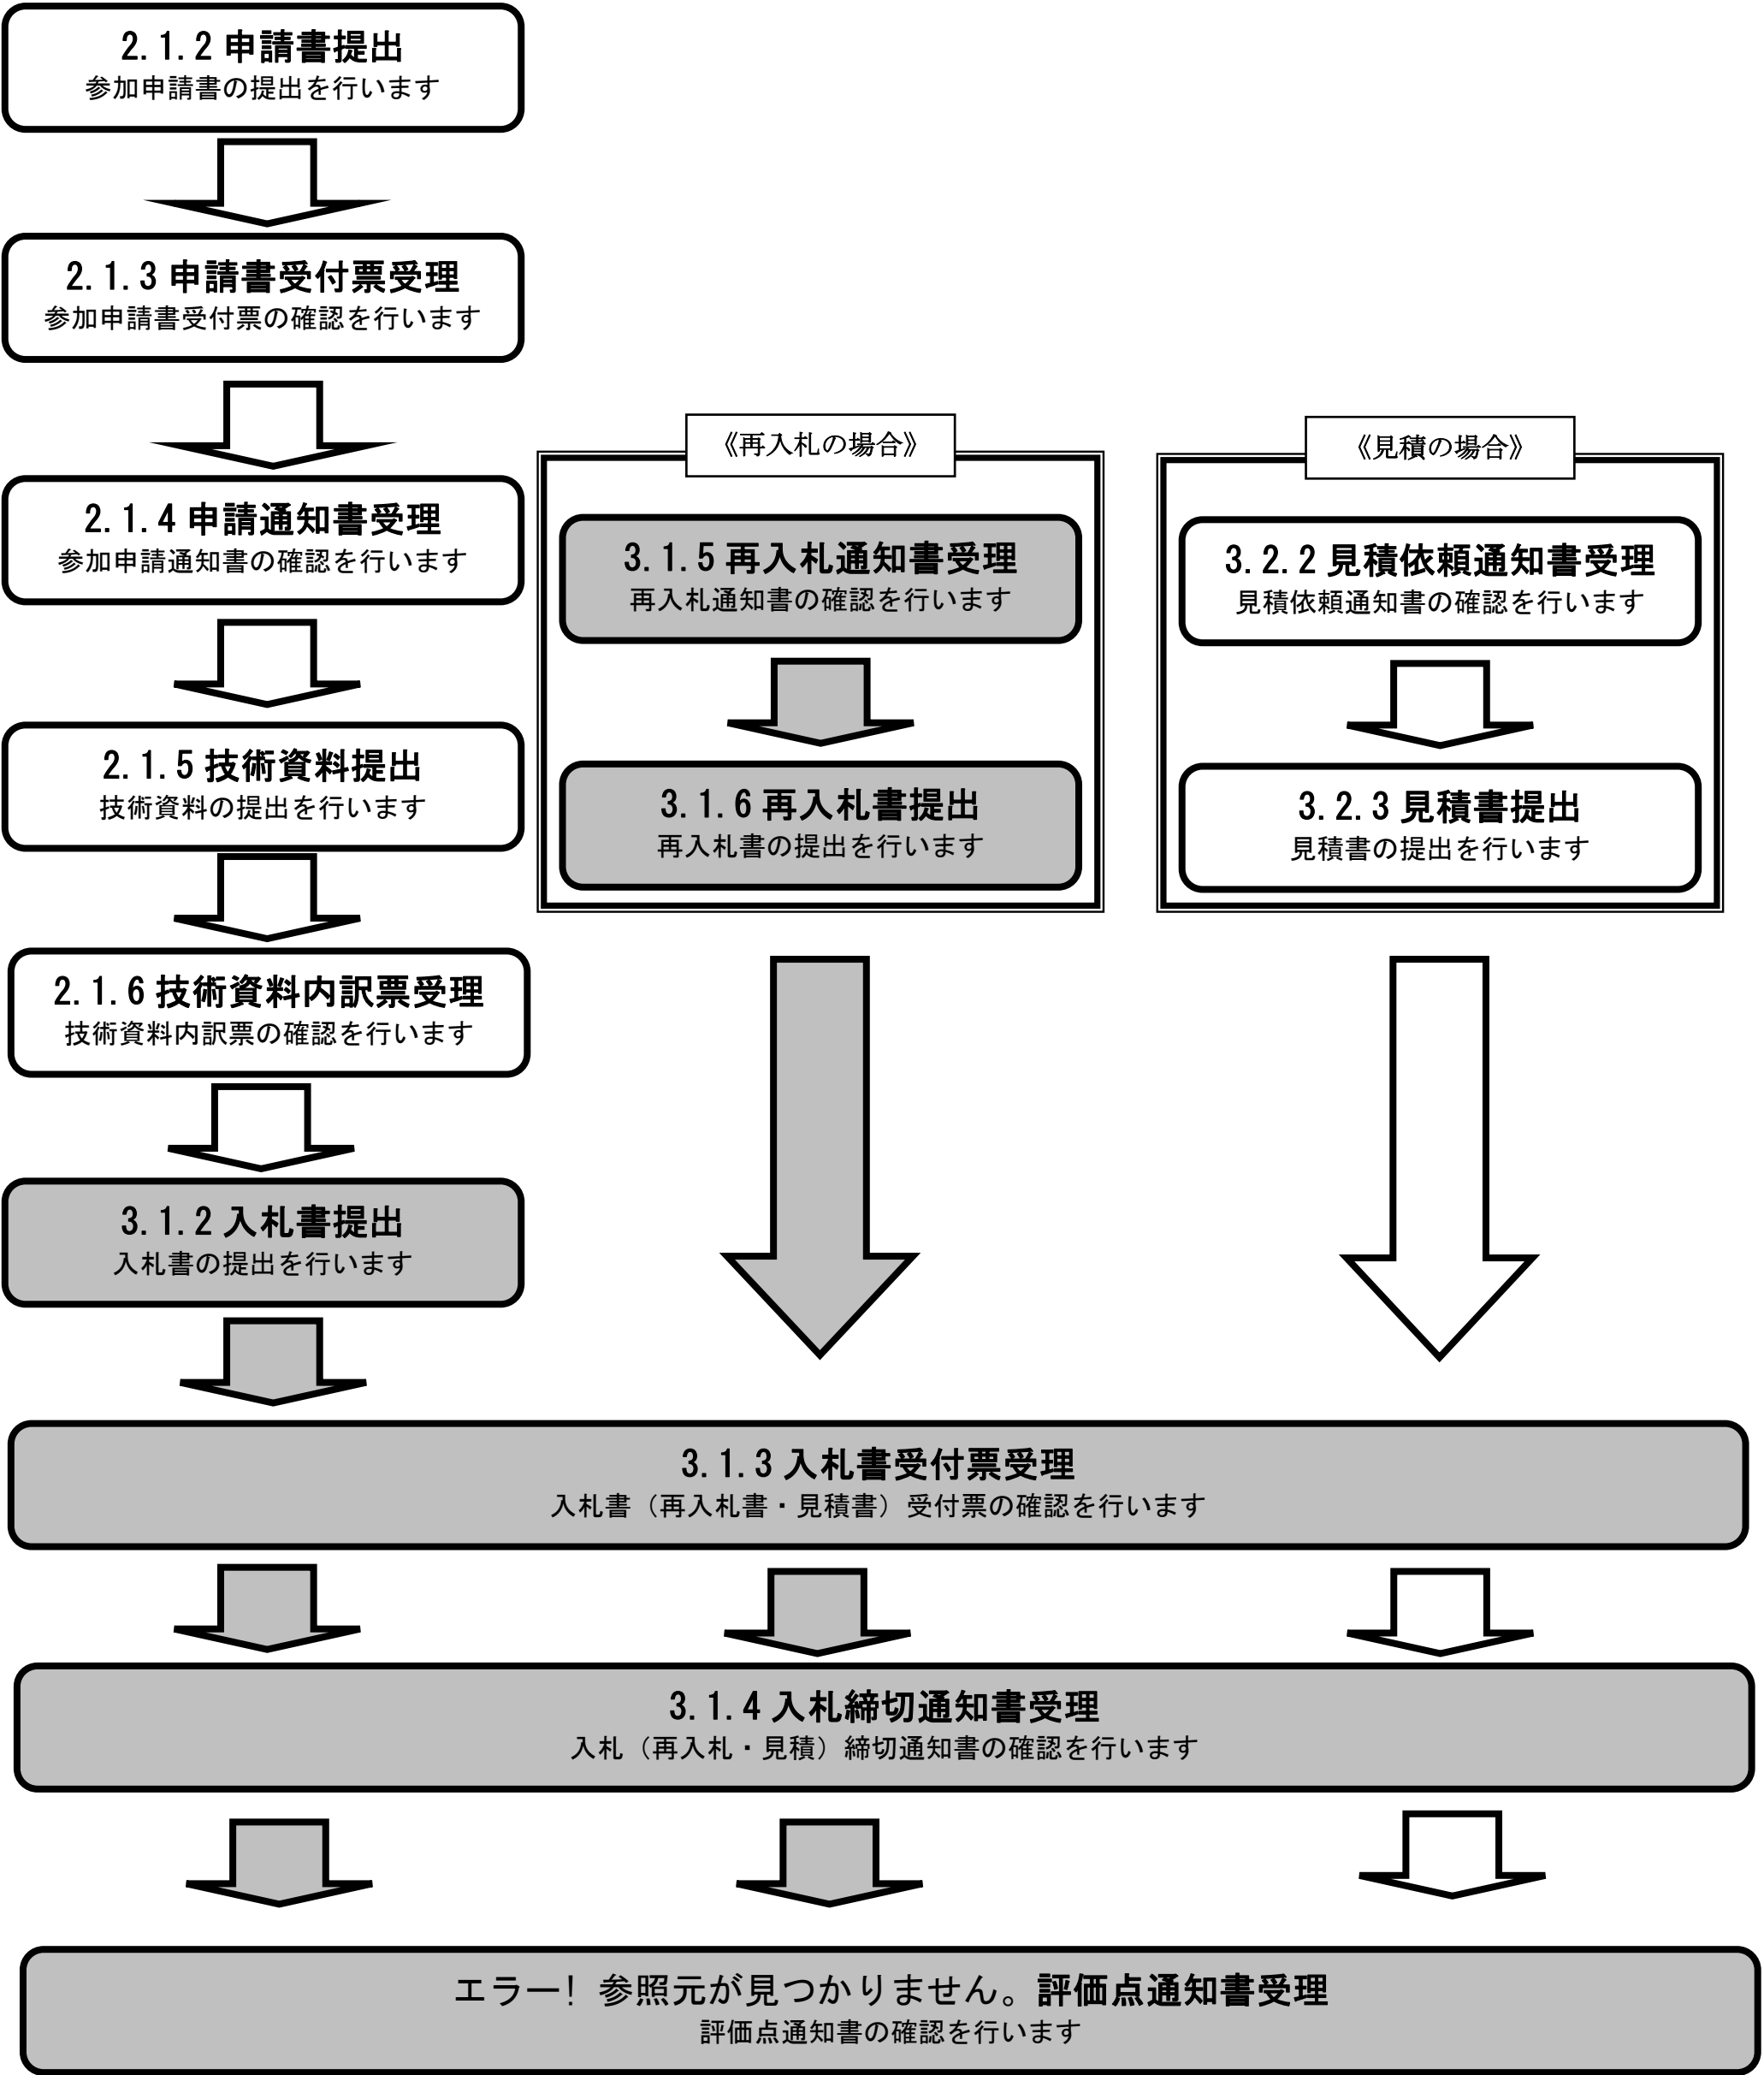 2.1.2 申請書提出
参加申請書の提出を行います
2.1.3 申請書受付票受理
参加申請書受付票の確認を行います
2.1.4 申請通知書受理
参加申請通知書の確認を行います
2.1.5 技術資料提出
技術資料の提出を行います
2.1.6 技術資料内訳票受理
技術資料内訳票の確認を行います
3.1.2 入札書提出
入札書の提出を行います
《再入札の場合》
3.1.5 再入札通知書受理
再入札通知書の確認を行います
3.1.6 再入札書提出
再入札書の提出を行います
《見積の場合》
3.2.2 見積依頼通知書受理
見積依頼通知書の確認を行います
3.2.3 見積書提出
見積書の提出を行います
3.1.3 入札書受付票受理
入札書（再入札書・見積書）受付票の確認を行います
3.1.4 入札締切通知書受理
入札（再入札・見積）締切通知書の確認を行います
エラー! 参照元が見つかりません。評価点通知書受理
評価点通知書の確認を行います